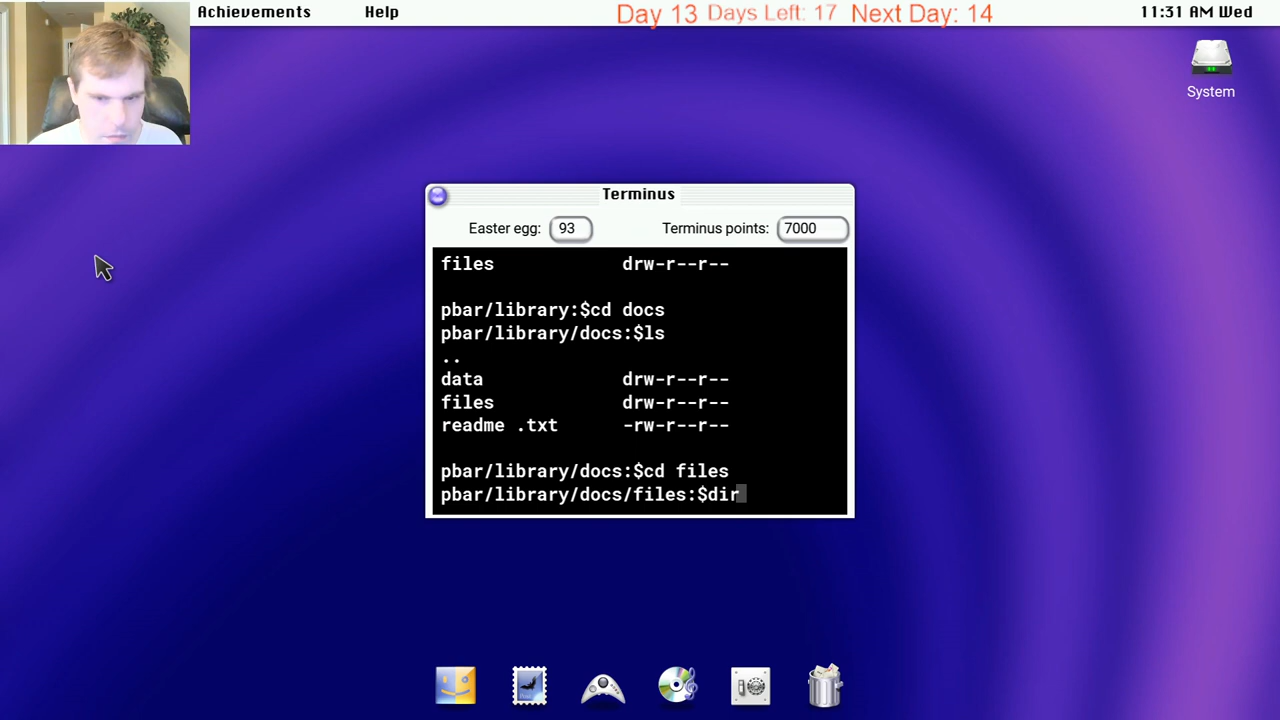 Achievements Help Day 13 Days Left: 17 Next Day: 14 11:31 AM Wed
System
Terminus
Easter egg: 93 Terminus points: 7000
files drw-r--r--
pbar/library:$cd docs
pbar/library/docs:$ls
..
data drw-r--r--
files drw-r--r--
readme .txt -rw-r--r--
pbar/library/docs:$cd files
pbar/library/docs/files:$dir